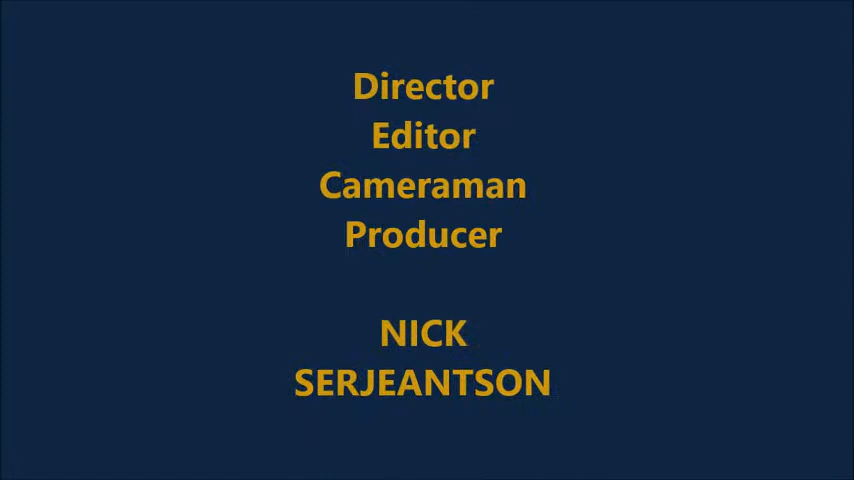 Director
Editor
Cameraman
Producer
NICK
SERJEANTSON